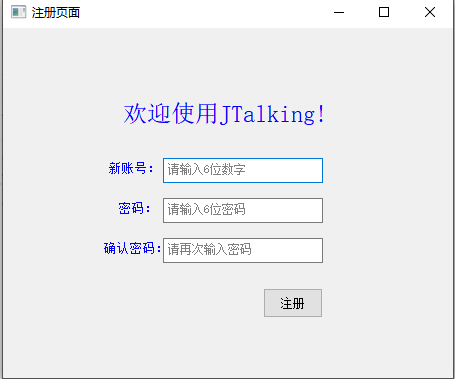 注册页面
欢迎使用JTalking!
新账号： 请输入6位数字
密码： 请输入6位密码
确认密码: 请再次输入密码
注册